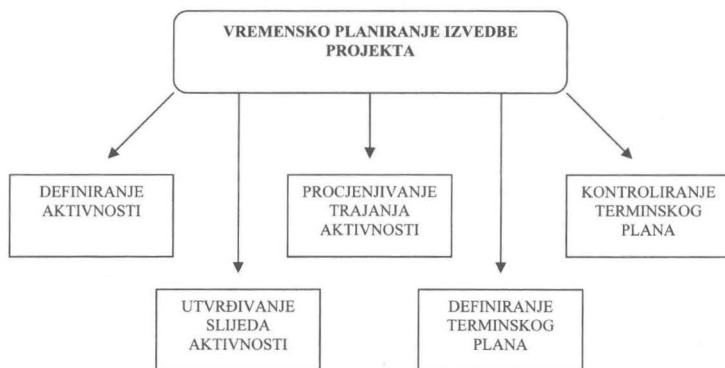 VREMENSKO PLANIRANJE IZVEDBE
PROJEKTA
DEFINIRANJE
AKTIVNOSTI
PROCJENJIVANJE
TRAJANJA
AKTIVNOSTI
KONTROLIRANJE
TERMINSKOG
PLANA
UTVRĐIVANJE
SLIJEDA
AKTIVNOSTI
DEFINIRANJE
TERMINSKOG
PLANA